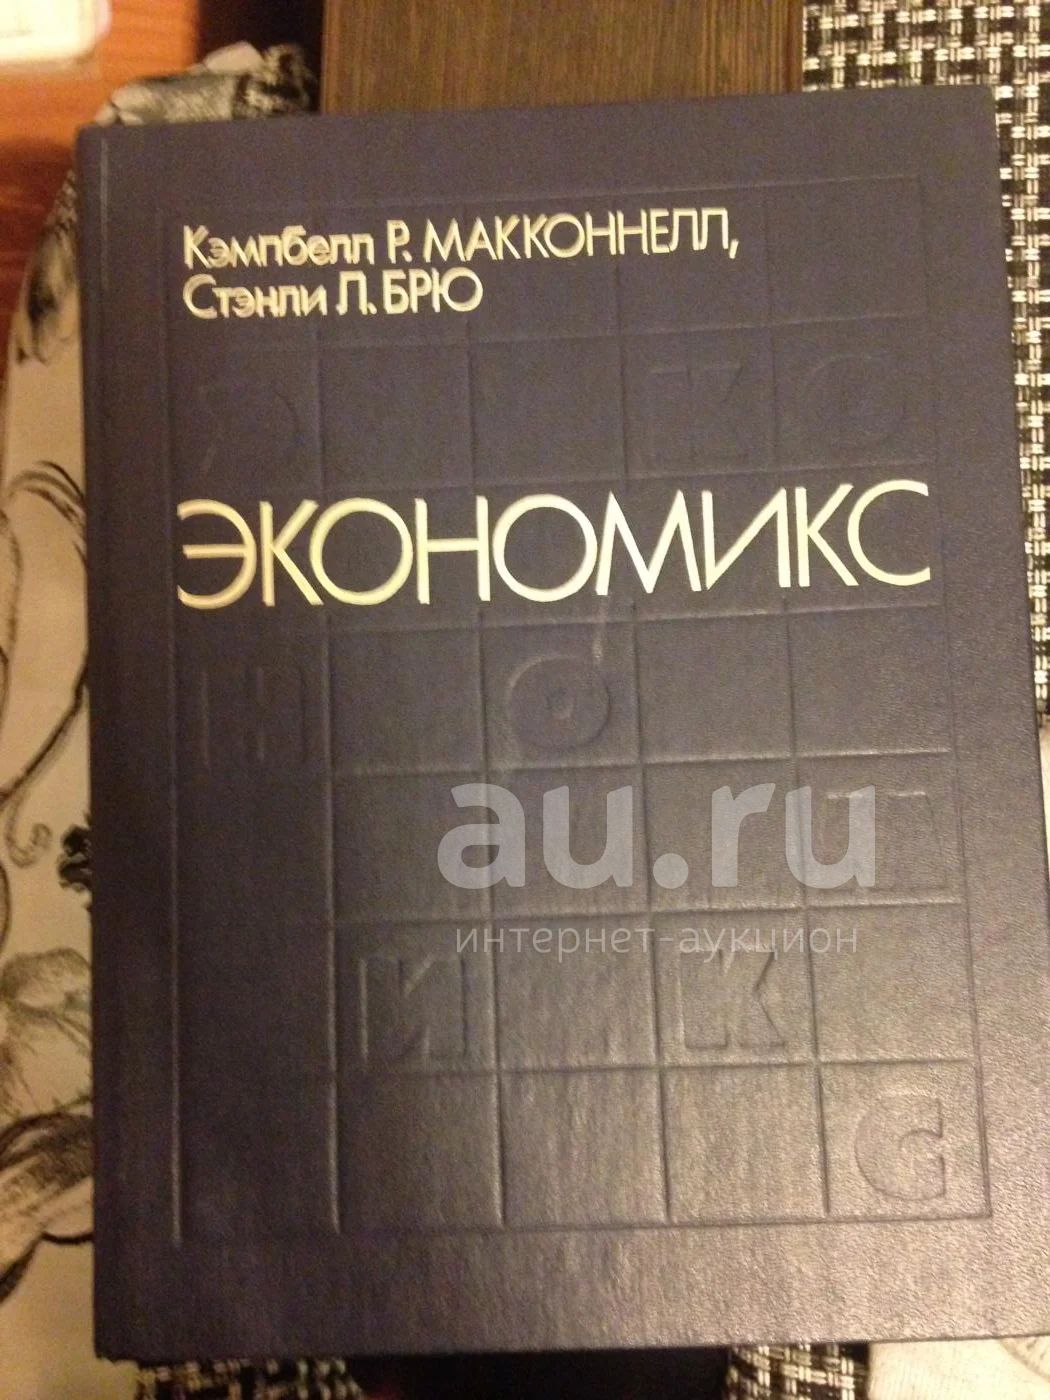 Кэмпбелл Р. МАККОННЕЛЛ,
Стэнли Л. БРЮ
Э К О
ЭКОНОМИКС
Н О
au.ru М
интернет-аукцион
И К
С